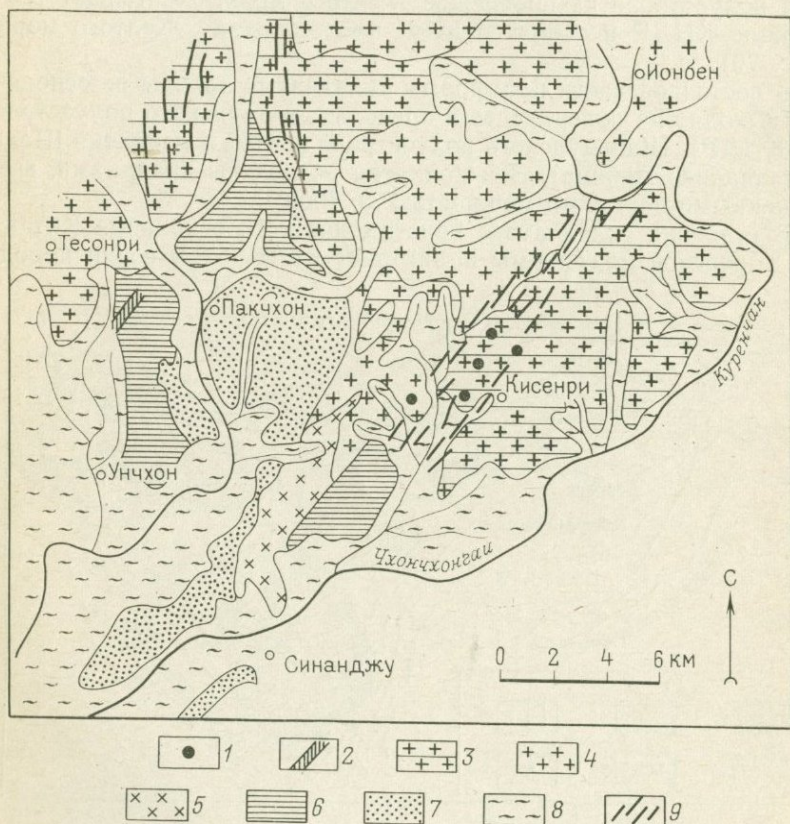 Йонбен
Тесонри
Пакчхон
Куренчан
Кисенри
Унчхон
Чхончхонгаи
С
Синанджу
0 2 4 6 км
1 2 3 4
5 6 7 8 9